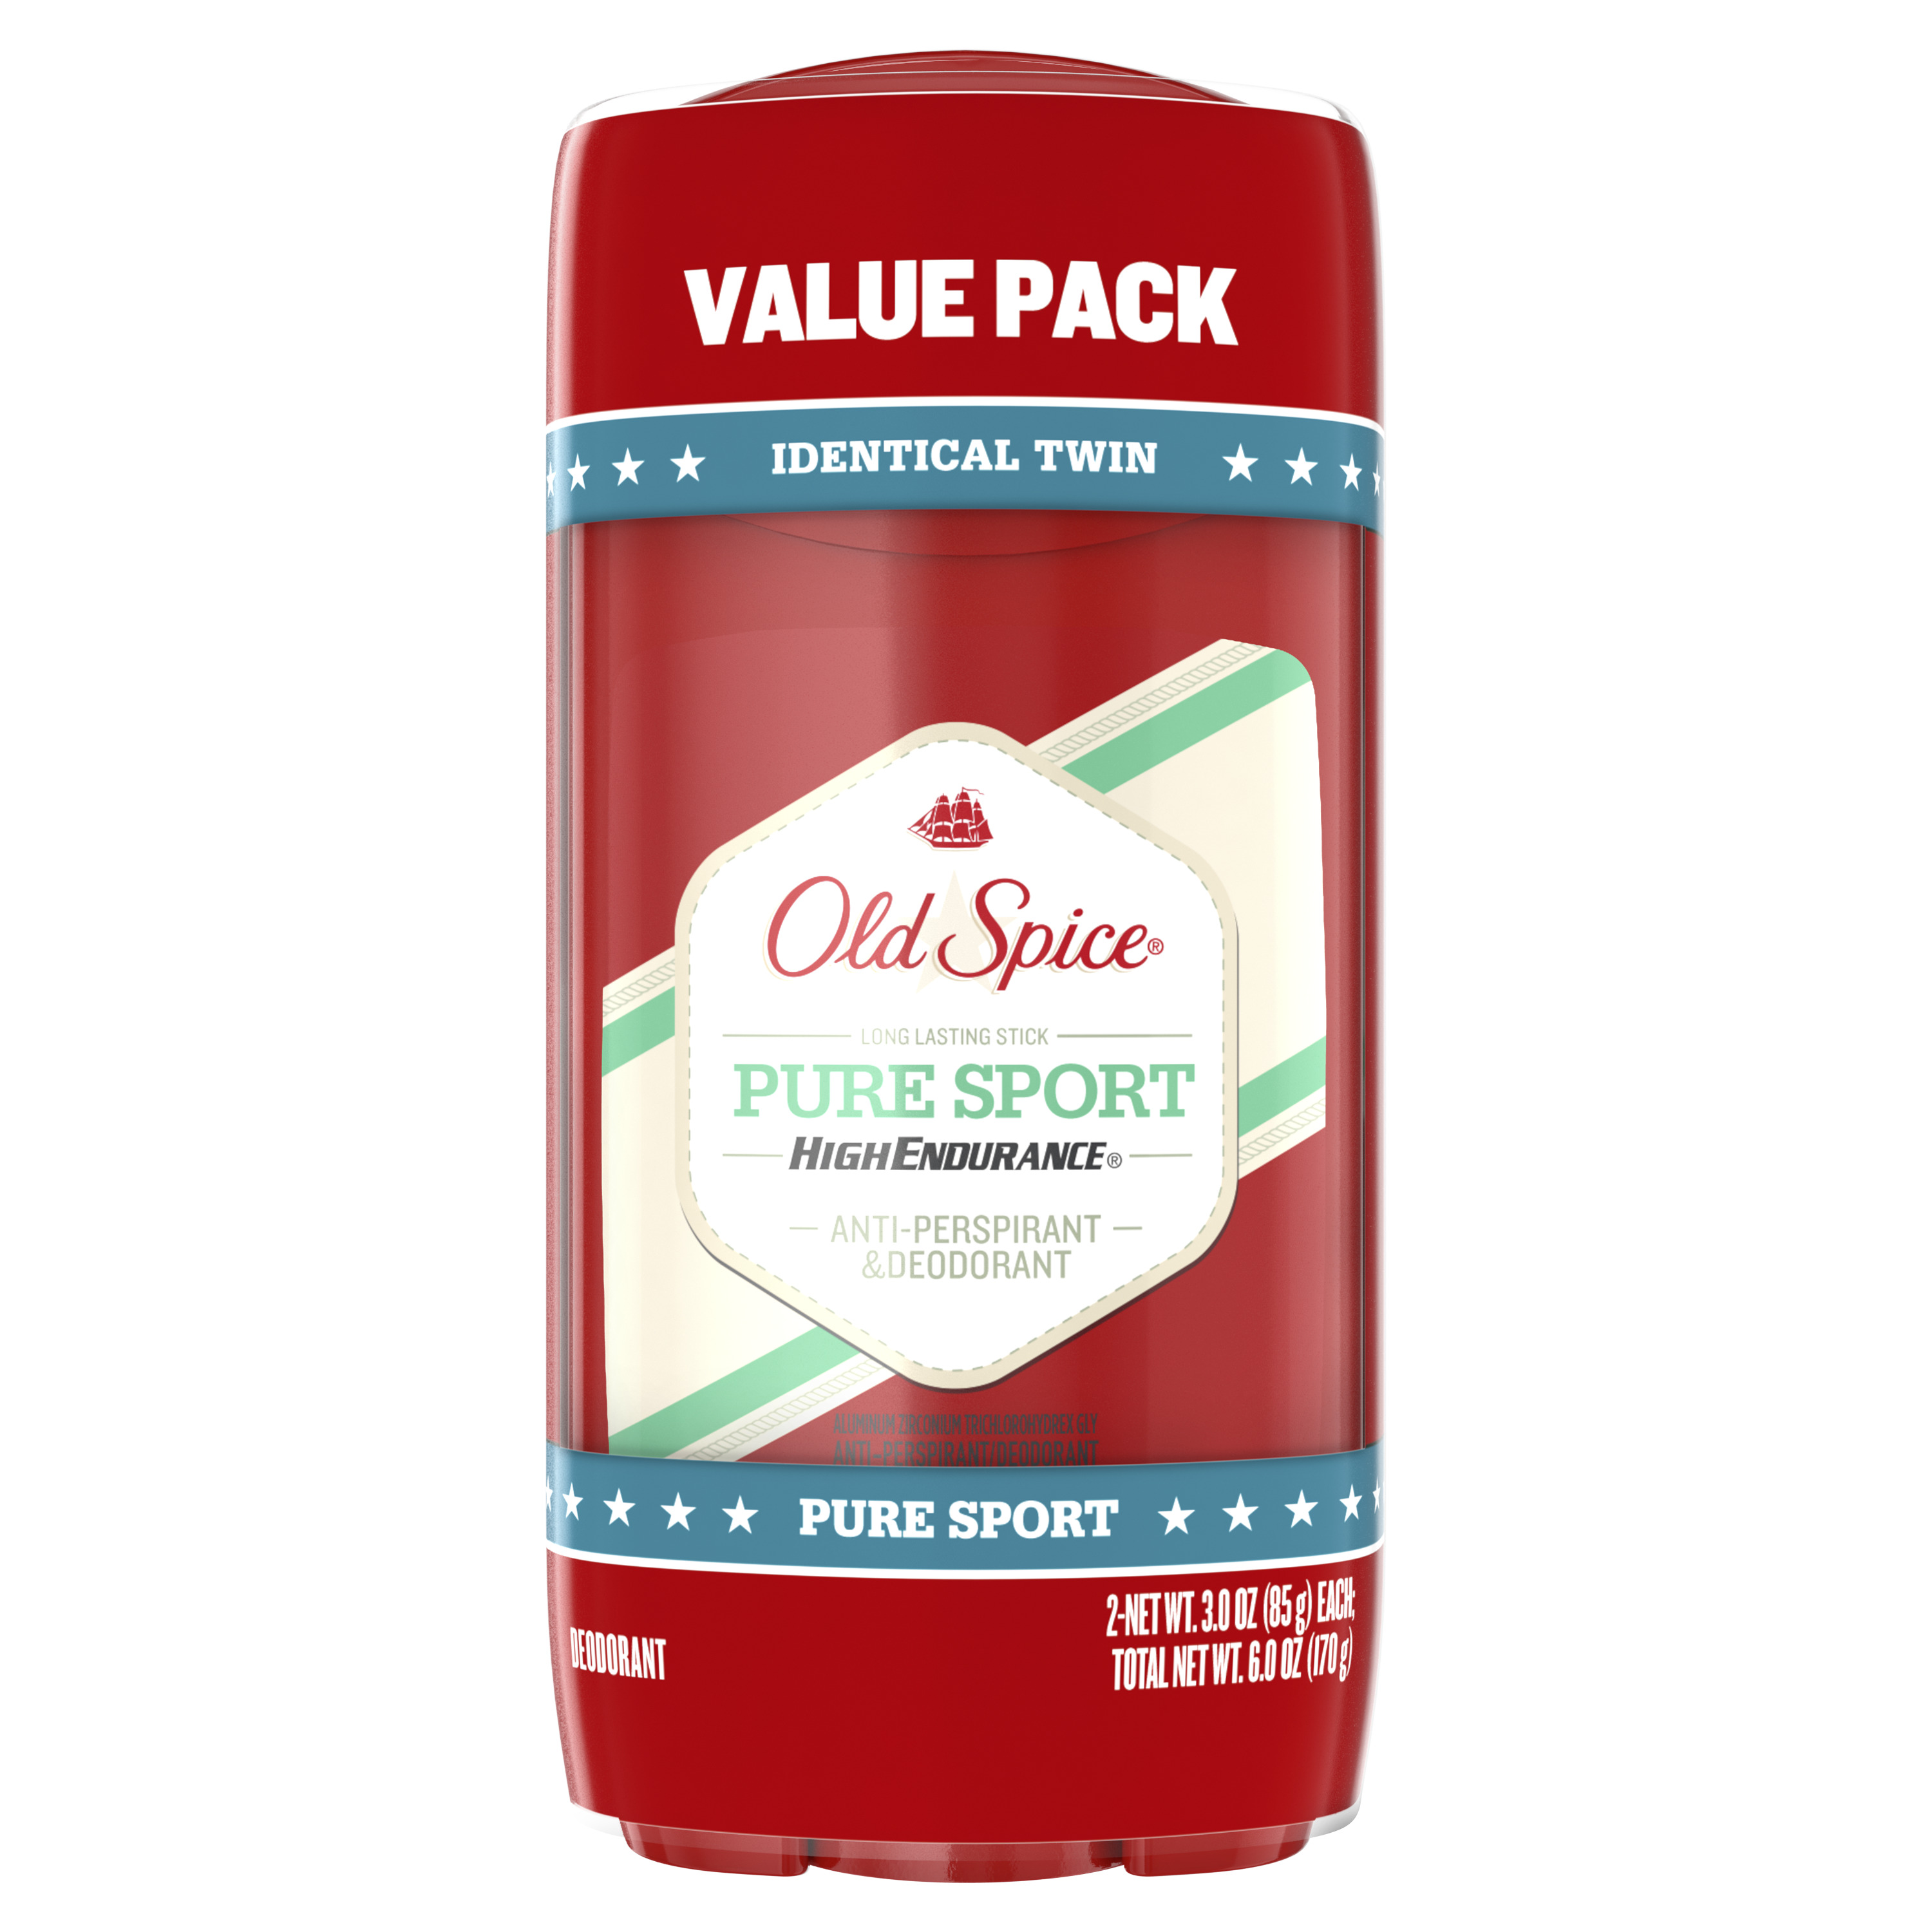 VALUE PACK
IDENTICAL TWIN
Old Spice®
LONG LASTING STICK
PURE SPORT
HIGH ENDURANCE®
ANTI-PERSPIRANT
&DEODORANT
ALUMINUM ZIRCONIUM TRICHLOROHYDREX GLY
ANTI-PERSPIRANT/DEODORANT
PURE SPORT
DEODORANT
2-NET WT. 3.0 OZ (85 g) EACH;
TOTAL NET WT. 6.0 OZ (170 g)